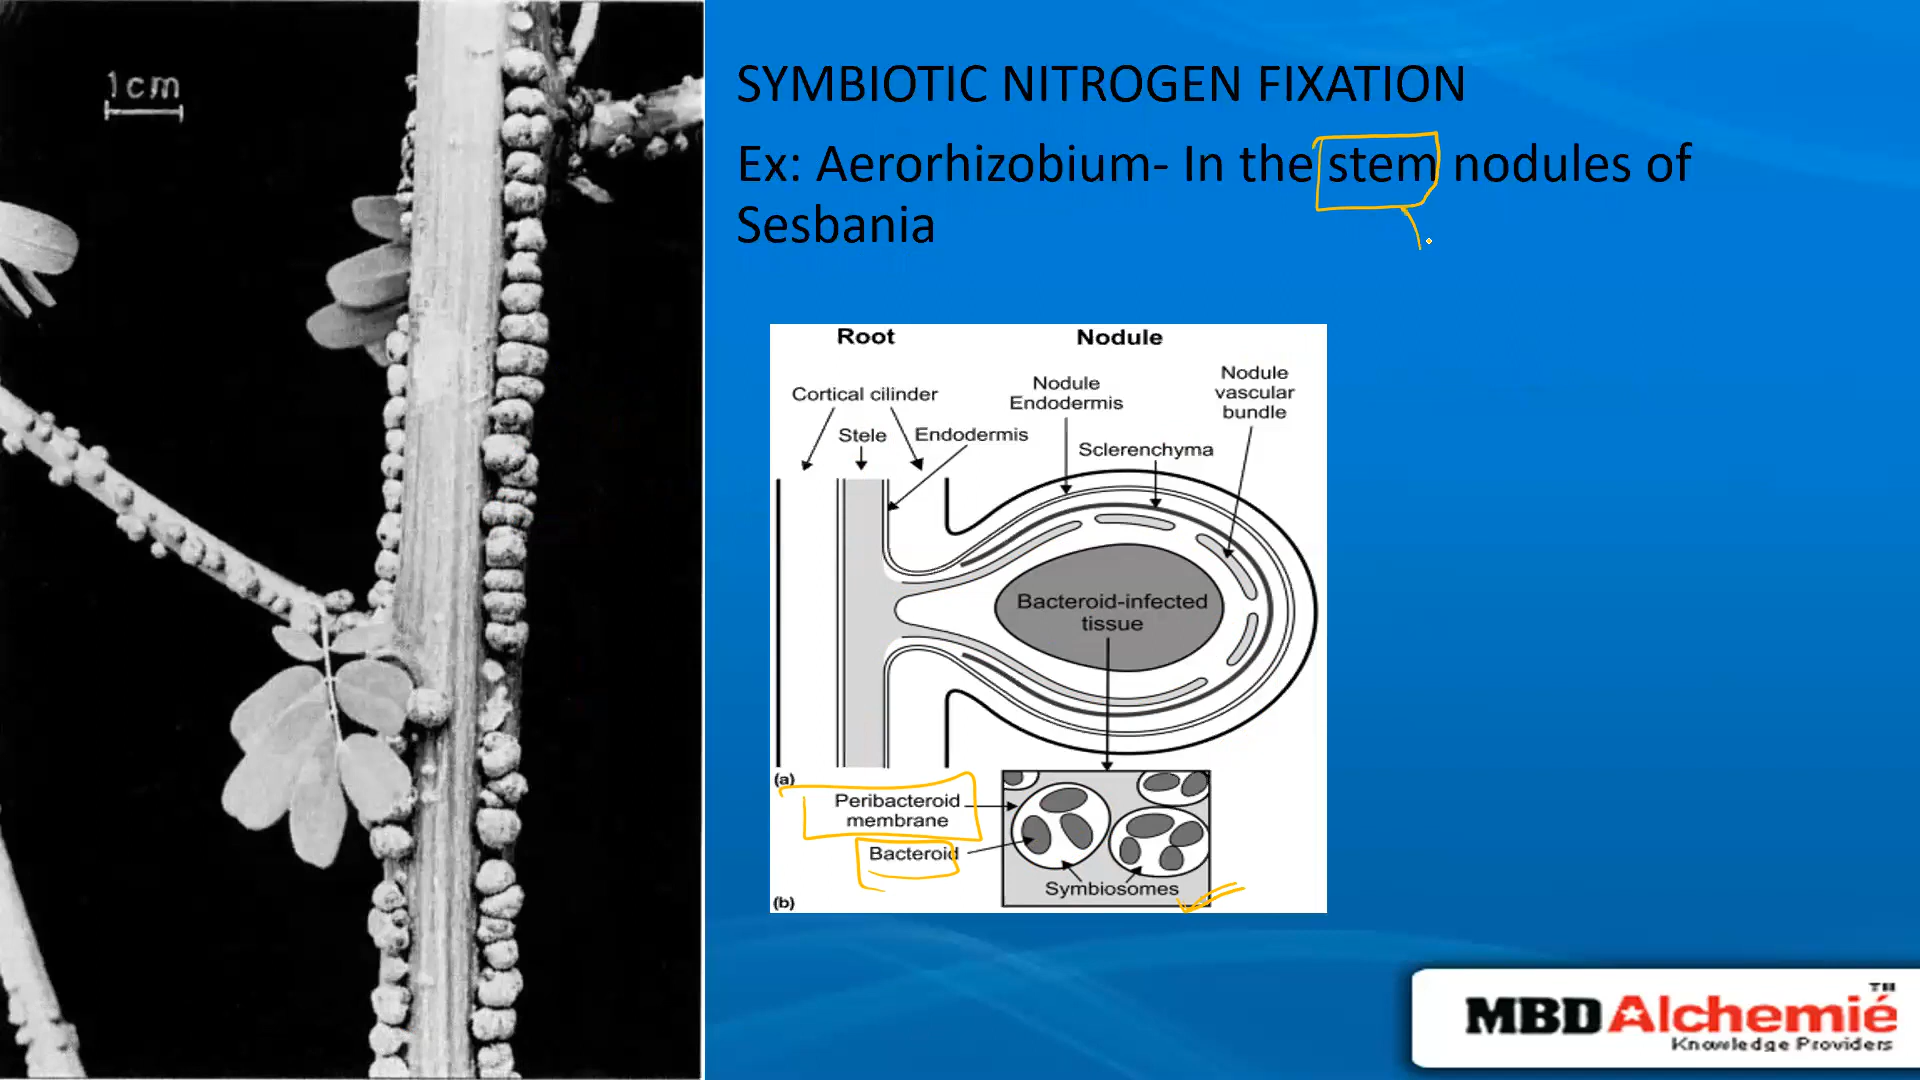 1cm
SYMBIOTIC NITROGEN FIXATION
Ex: Aerorhizobium- In the stem nodules of
Sesbania
Root
Nodule
Cortical cilinder
Stele
Endodermis
Nodule
Endodermis
Sclerenchyma
Nodule
vascular
bundle
Bacteroid-infected
tissue
(a)
Peribacteroid
membrane
Bacteroid
Symbiosomes
(b)
MBD Alchemié TM
Knowledge Providers